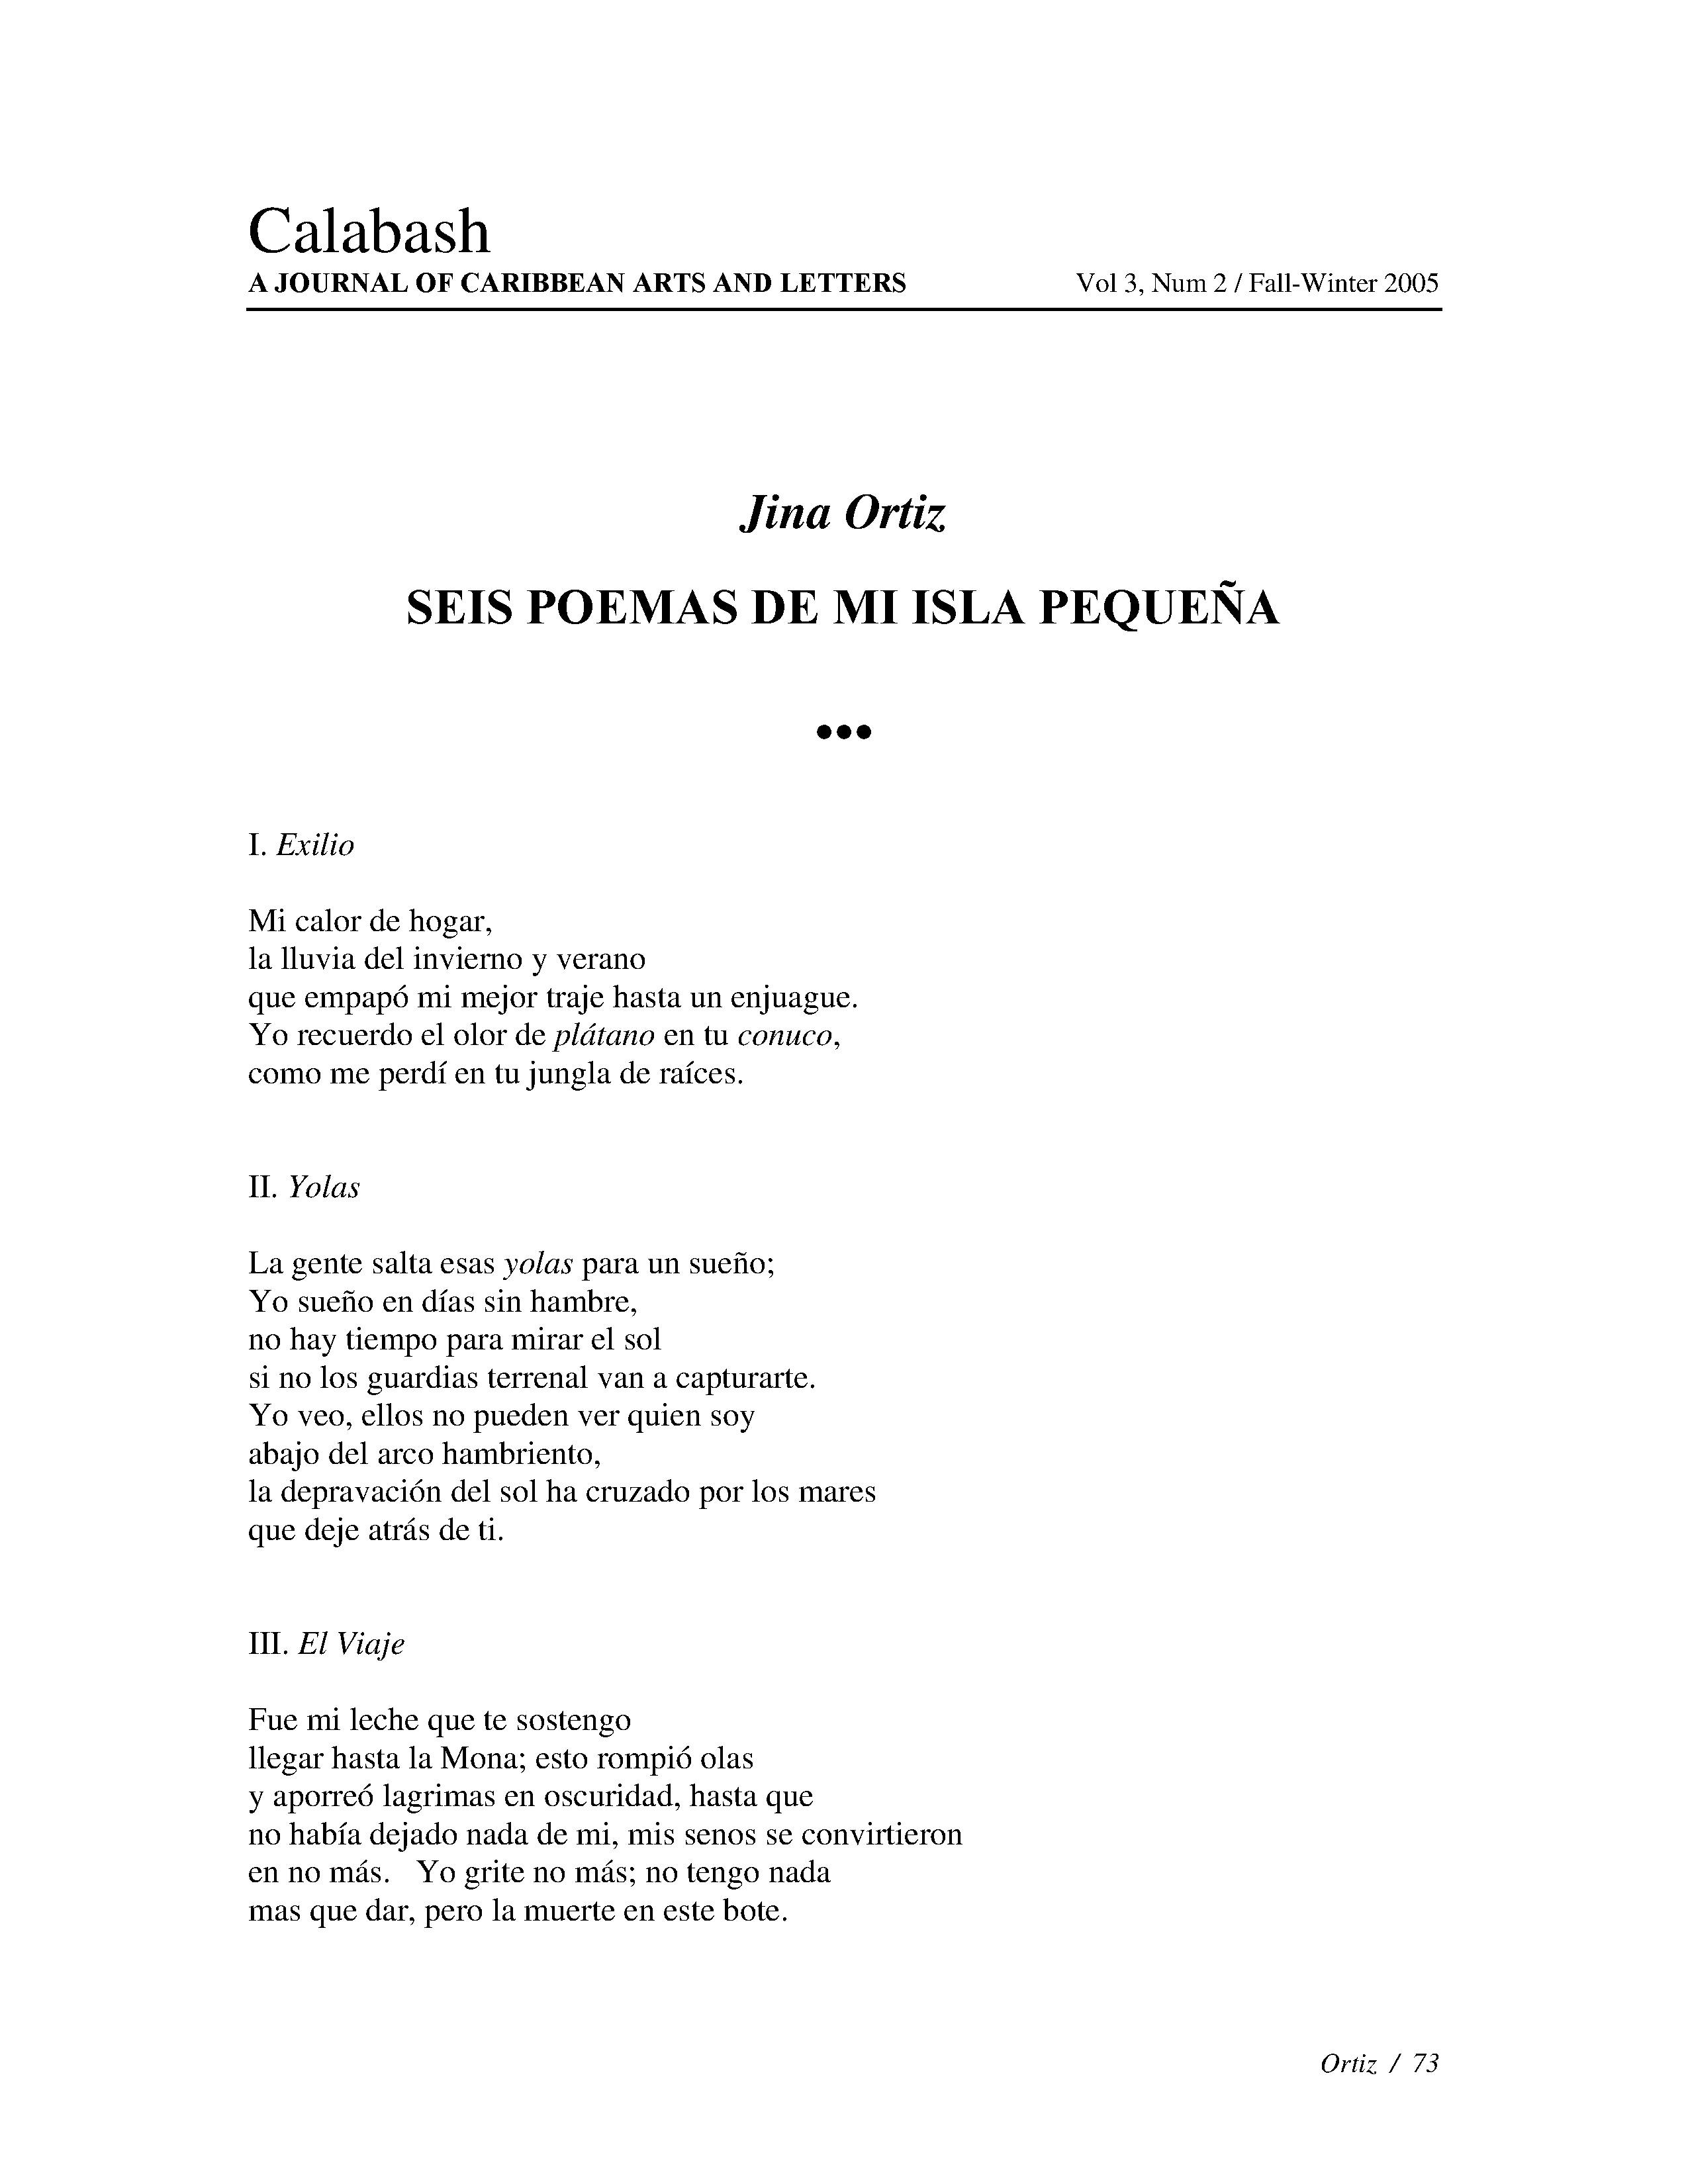 Calabash
A JOURNAL OF CARIBBEAN ARTS AND LETTERS Vol 3, Num 2 / Fall-Winter 2005
Jina Ortiz
SEIS POEMAS DE MI ISLA PEQUEÑA
•••
I. Exilio
Mi calor de hogar,
la lluvia del invierno y verano
que empapó mi mejor traje hasta un enjuague.
Yo recuerdo el olor de plátano en tu conuco,
como me perdí en tu jungla de raíces.
II. Yolas
La gente salta esas yolas para un sueño;
Yo sueño en días sin hambre,
no hay tiempo para mirar el sol
si no los guardias terrenal van a capturarte.
Yo veo, ellos no pueden ver quien soy
abajo del arco hambriento,
la depravación del sol ha cruzado por los mares
que deje atrás de ti.
III. El Viaje
Fue mi leche que te sostengo
llegar hasta la Mona; esto rompió olas
y aporreó lagrimas en oscuridad, hasta que
no había dejado nada de mi, mis senos se convirtieron
en no más.   Yo grite no más; no tengo nada
mas que dar, pero la muerte en este bote.
Ortiz / 73